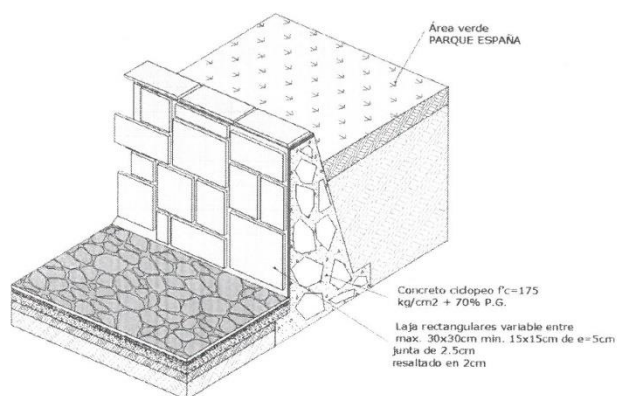 Área verde
PARQUE ESPAÑA
Concreto ciclopeo f'c=175
kg/cm2 + 70% P.G.
Laja rectangulares variable entre
max. 30x30cm min. 15x15cm de e=5cm
junta de 2.5cm
resaltado en 2cm